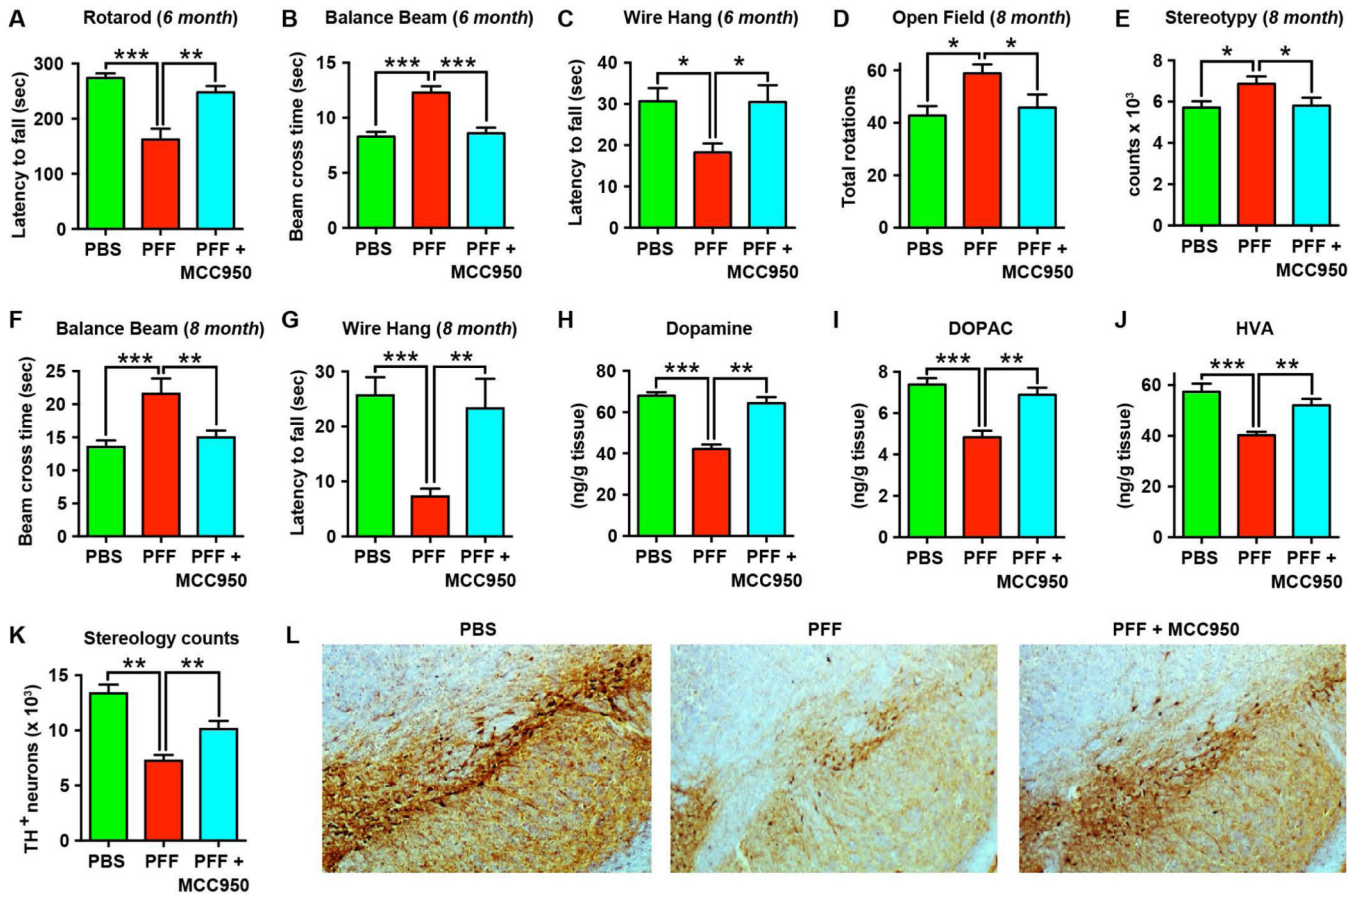 A Rotarod (6 month)
Latency to fall (sec)
300
200
100
0
*** **
PBS PFF PFF +
MCC950
B Balance Beam (6 month)
Beam cross time (sec)
15
10
5
0
*** ***
PBS PFF PFF +
MCC950
C Wire Hang (6 month)
Latency to fall (sec)
40
30
20
10
0
* *
PBS PFF PFF +
MCC950
D Open Field (8 month)
Total rotations
60
40
20
0
* *
PBS PFF PFF +
MCC950
E Stereotypy (8 month)
counts x 10³
8
6
4
2
0
* *
PBS PFF PFF +
MCC950
F Balance Beam (8 month)
Beam cross time (sec)
25
20
15
10
5
0
*** **
PBS PFF PFF +
MCC950
G Wire Hang (8 month)
Latency to fall (sec)
30
20
10
0
*** **
PBS PFF PFF +
MCC950
H Dopamine
(ng/g tissue)
80
60
40
20
0
*** **
PBS PFF PFF +
MCC950
I DOPAC
(ng/g tissue)
8
6
4
2
0
*** **
PBS PFF PFF +
MCC950
J HVA
(ng/g tissue)
60
40
20
0
*** **
PBS PFF PFF +
MCC950
K Stereology counts
TH⁺ neurons (x 10³)
15
10
5
0
** **
PBS PFF PFF +
MCC950
L PBS PFF PFF + MCC950